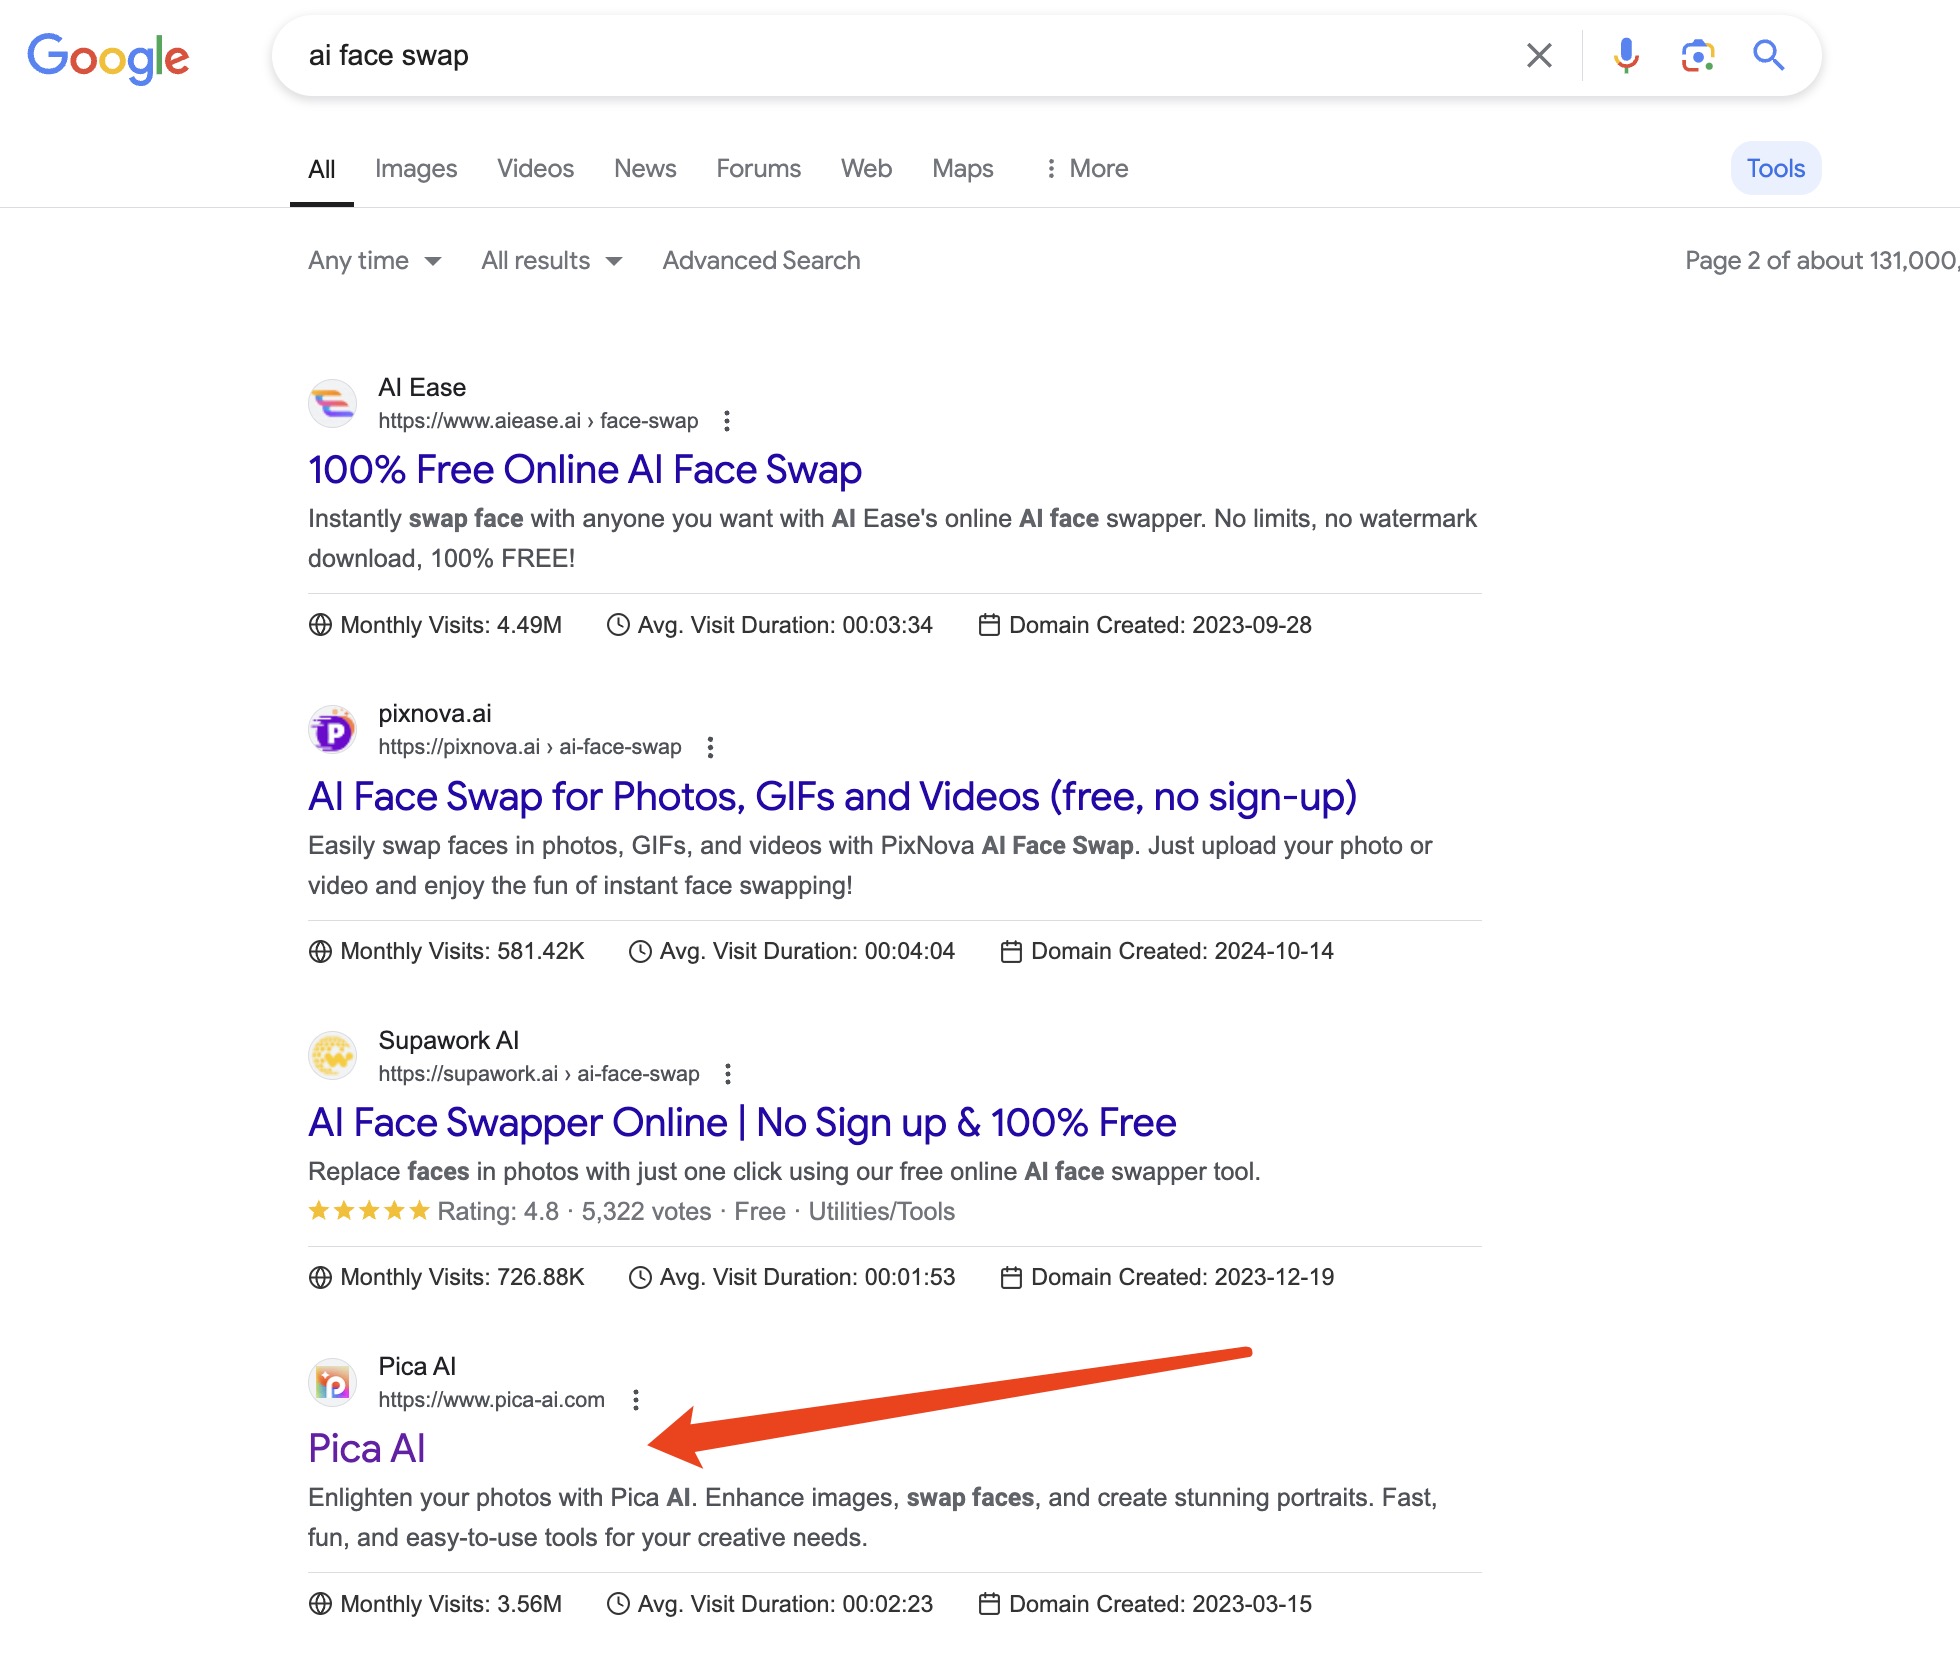 Google
ai face swap
All Images Videos News Forums Web Maps More Tools
Any time All results Advanced Search Page 2 of about 131,000,
AI Ease
https://www.aiease.ai › face-swap
100% Free Online AI Face Swap
Instantly swap face with anyone you want with AI Ease's online AI face swapper. No limits, no watermark
download, 100% FREE!
Monthly Visits: 4.49M Avg. Visit Duration: 00:03:34 Domain Created: 2023-09-28
pixnova.ai
https://pixnova.ai › ai-face-swap
AI Face Swap for Photos, GIFs and Videos (free, no sign-up)
Easily swap faces in photos, GIFs, and videos with PixNova AI Face Swap. Just upload your photo or
video and enjoy the fun of instant face swapping!
Monthly Visits: 581.42K Avg. Visit Duration: 00:04:04 Domain Created: 2024-10-14
Supawork AI
https://supawork.ai › ai-face-swap
AI Face Swapper Online | No Sign up & 100% Free
Replace faces in photos with just one click using our free online AI face swapper tool.
Rating: 4.8 · 5,322 votes · Free · Utilities/Tools
Monthly Visits: 726.88K Avg. Visit Duration: 00:01:53 Domain Created: 2023-12-19
Pica AI
https://www.pica-ai.com
Pica AI
Enlighten your photos with Pica AI. Enhance images, swap faces, and create stunning portraits. Fast,
fun, and easy-to-use tools for your creative needs.
Monthly Visits: 3.56M Avg. Visit Duration: 00:02:23 Domain Created: 2023-03-15